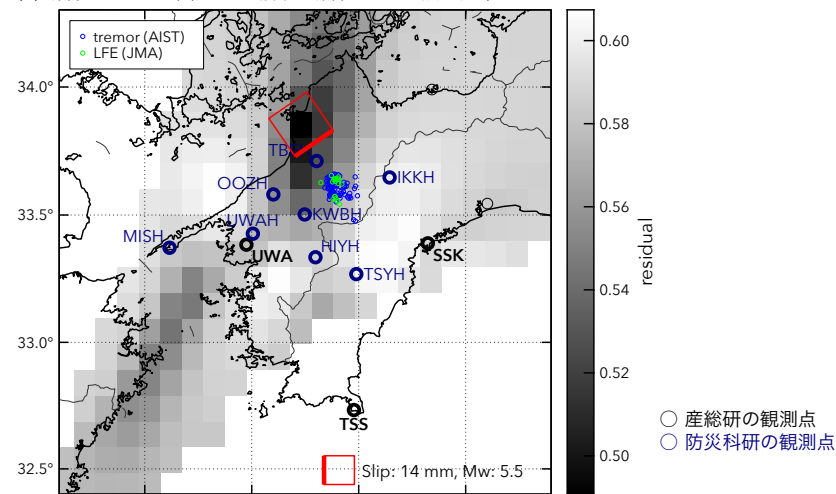 tremor (AIST)
LFE (JMA)
34.0°
33.5°
33.0°
32.5°
OOZH
IKKH
KWBH
UWAH
MISH
UWA
HIYH
SSK
TSYH
TSS
Slip: 14 mm, Mw: 5.5
0.60
0.58
0.56
0.54
0.52
0.50
residual
○ 産総研の観測点
○ 防災科研の観測点